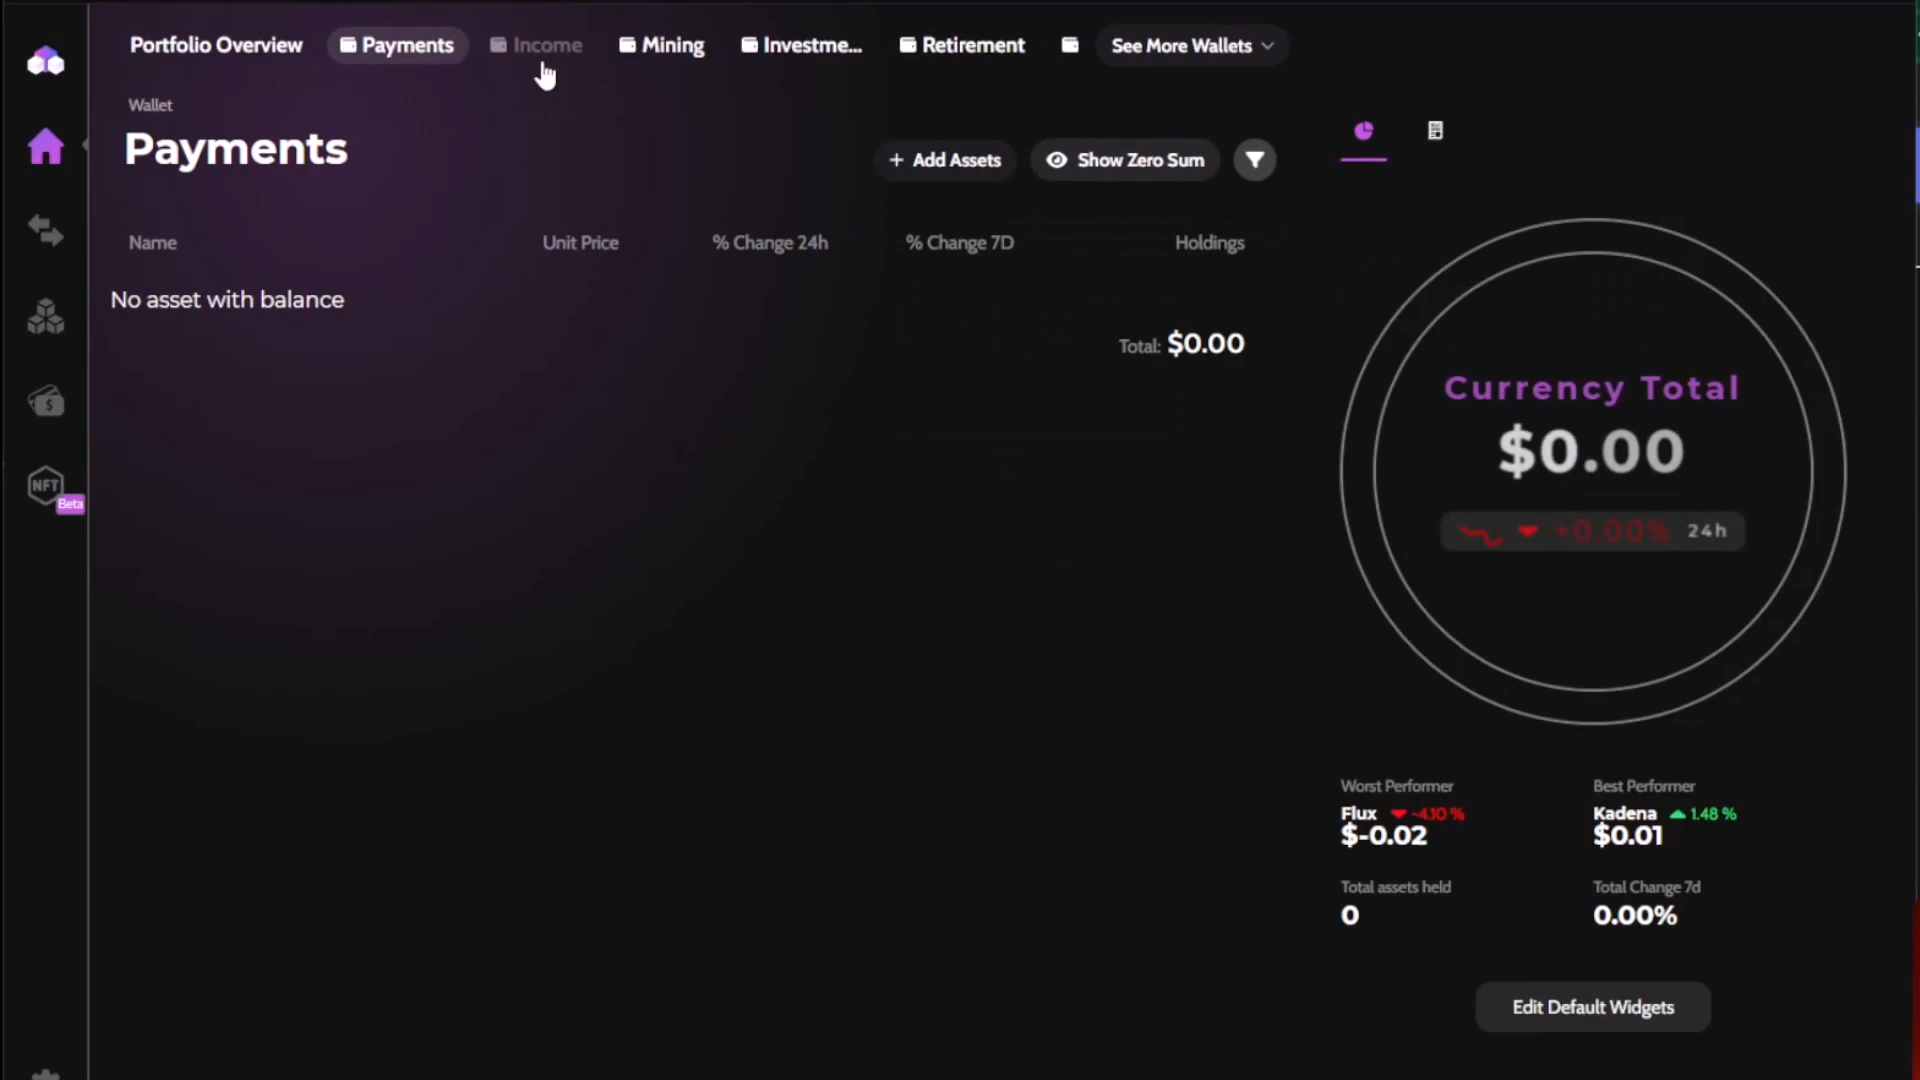 Portfolio Overview Payments Income Mining Investme... Retirement See More Wallets
Wallet
Payments
+ Add Assets Show Zero Sum
Name Unit Price % Change 24h % Change 7D Holdings
No asset with balance
Total: $0.00
NFT
Beta
Currency Total
$0.00
+0.00% 24h
Worst Performer Best Performer
Flux -4.10 % Kadena 1.48 %
$-0.02 $0.01
Total assets held Total Change 7d
0 0.00%
Edit Default Widgets